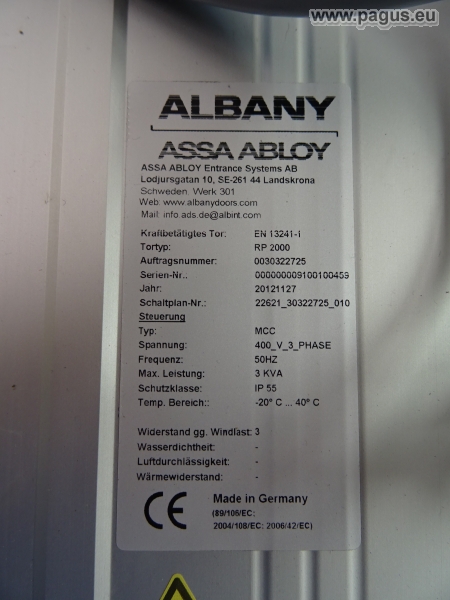 www.pagus.eu
ALBANY
ASSA ABLOY
ASSA ABLOY Entrance Systems AB
Lodjursgatan 10, SE-261 44 Landskrona
Schweden Werk 301
Web: www.albanydoors.com
Mail: info.ads.de@albint.com
Kraftbetätigtes Tor: EN 13241-1
Tortyp: RP 2000
Auftragsnummer: 0030322725
Serien-Nr.: 000000009100100459
Jahr: 20121127
Schaltplan-Nr.: 22621_30322725_010
Steuerung
Typ: MCC
Spannung: 400_V_3_PHASE
Frequenz: 50HZ
Max. Leistung: 3 KVA
Schutzklasse: IP 55
Temp. Bereich:: -20° C ... 40° C
Widerstand gg. Windlast: 3
Wasserdichtheit: -
Luftdurchlässigkeit: -
Wärmewiderstand: -
CE Made in Germany
(89/106/EC;
2004/108/EC; 2006/42/EC)